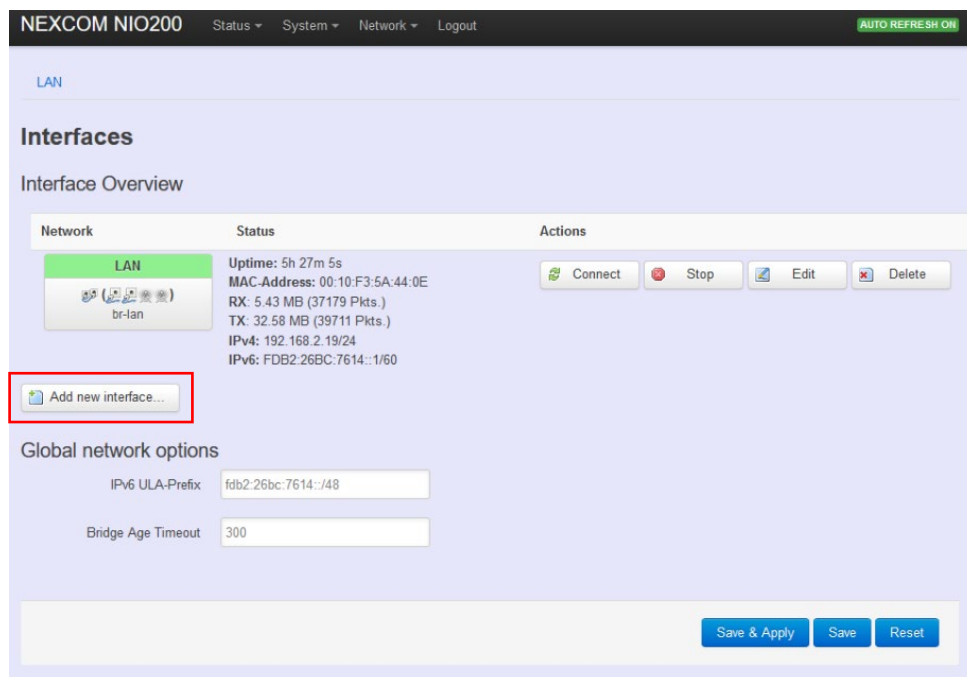 NEXCOM NIO200 Status System Network Logout AUTO REFRESH ON
LAN
Interfaces
Interface Overview
Network Status Actions
LAN
br-lan
Uptime: 5h 27m 5s
MAC-Address: 00:10:F3:5A:44:0E
RX: 5.43 MB (37179 Pkts.)
TX: 32.58 MB (39711 Pkts.)
IPv4: 192.168.2.19/24
IPv6: FDB2:26BC:7614::1/60
Connect Stop Edit Delete
Add new interface...
Global network options
IPv6 ULA-Prefix fdb2:26bc:7614::/48
Bridge Age Timeout 300
Save & Apply Save Reset